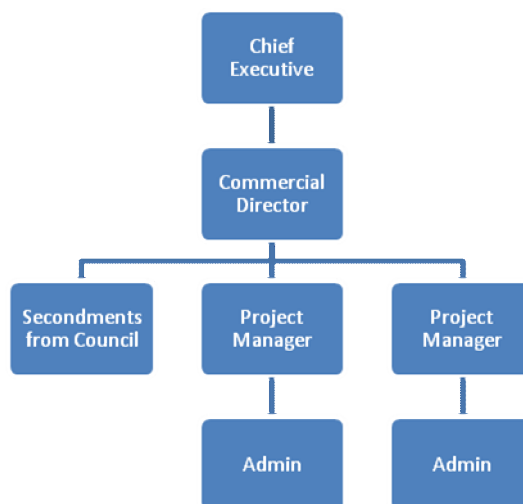 Chief
Executive
Commercial
Director
Secondments
from Council
Project
Manager
Project
Manager
Admin
Admin